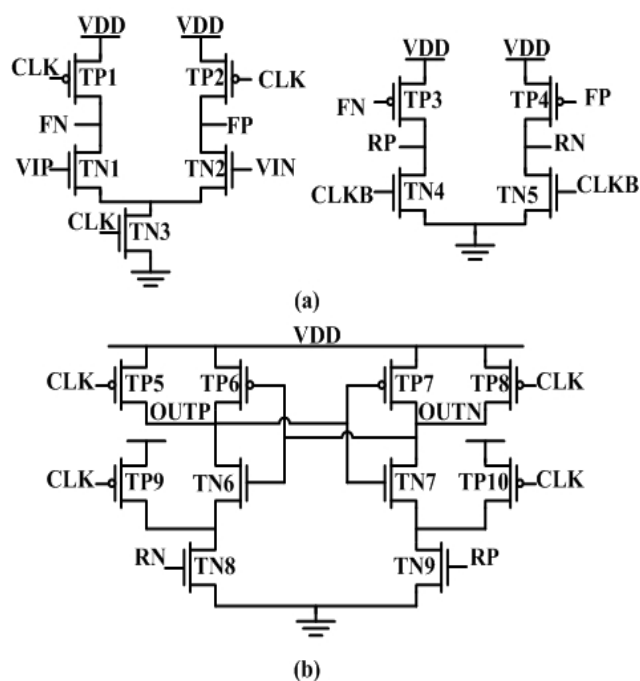 VDD VDD
CLK TP1 TP2 CLK
FN FP
VIP TN1 TN2 VIN
CLK TN3
VDD VDD
FN TP3 TP4 FP
RP RN
CLKB TN4 TN5 CLKB
(a)
VDD
CLK TP5 TP6 TP7 TP8 CLK
OUTP OUTN
CLK TP9 TN6 TN7 TP10 CLK
RN TN8 TN9 RP
(b)